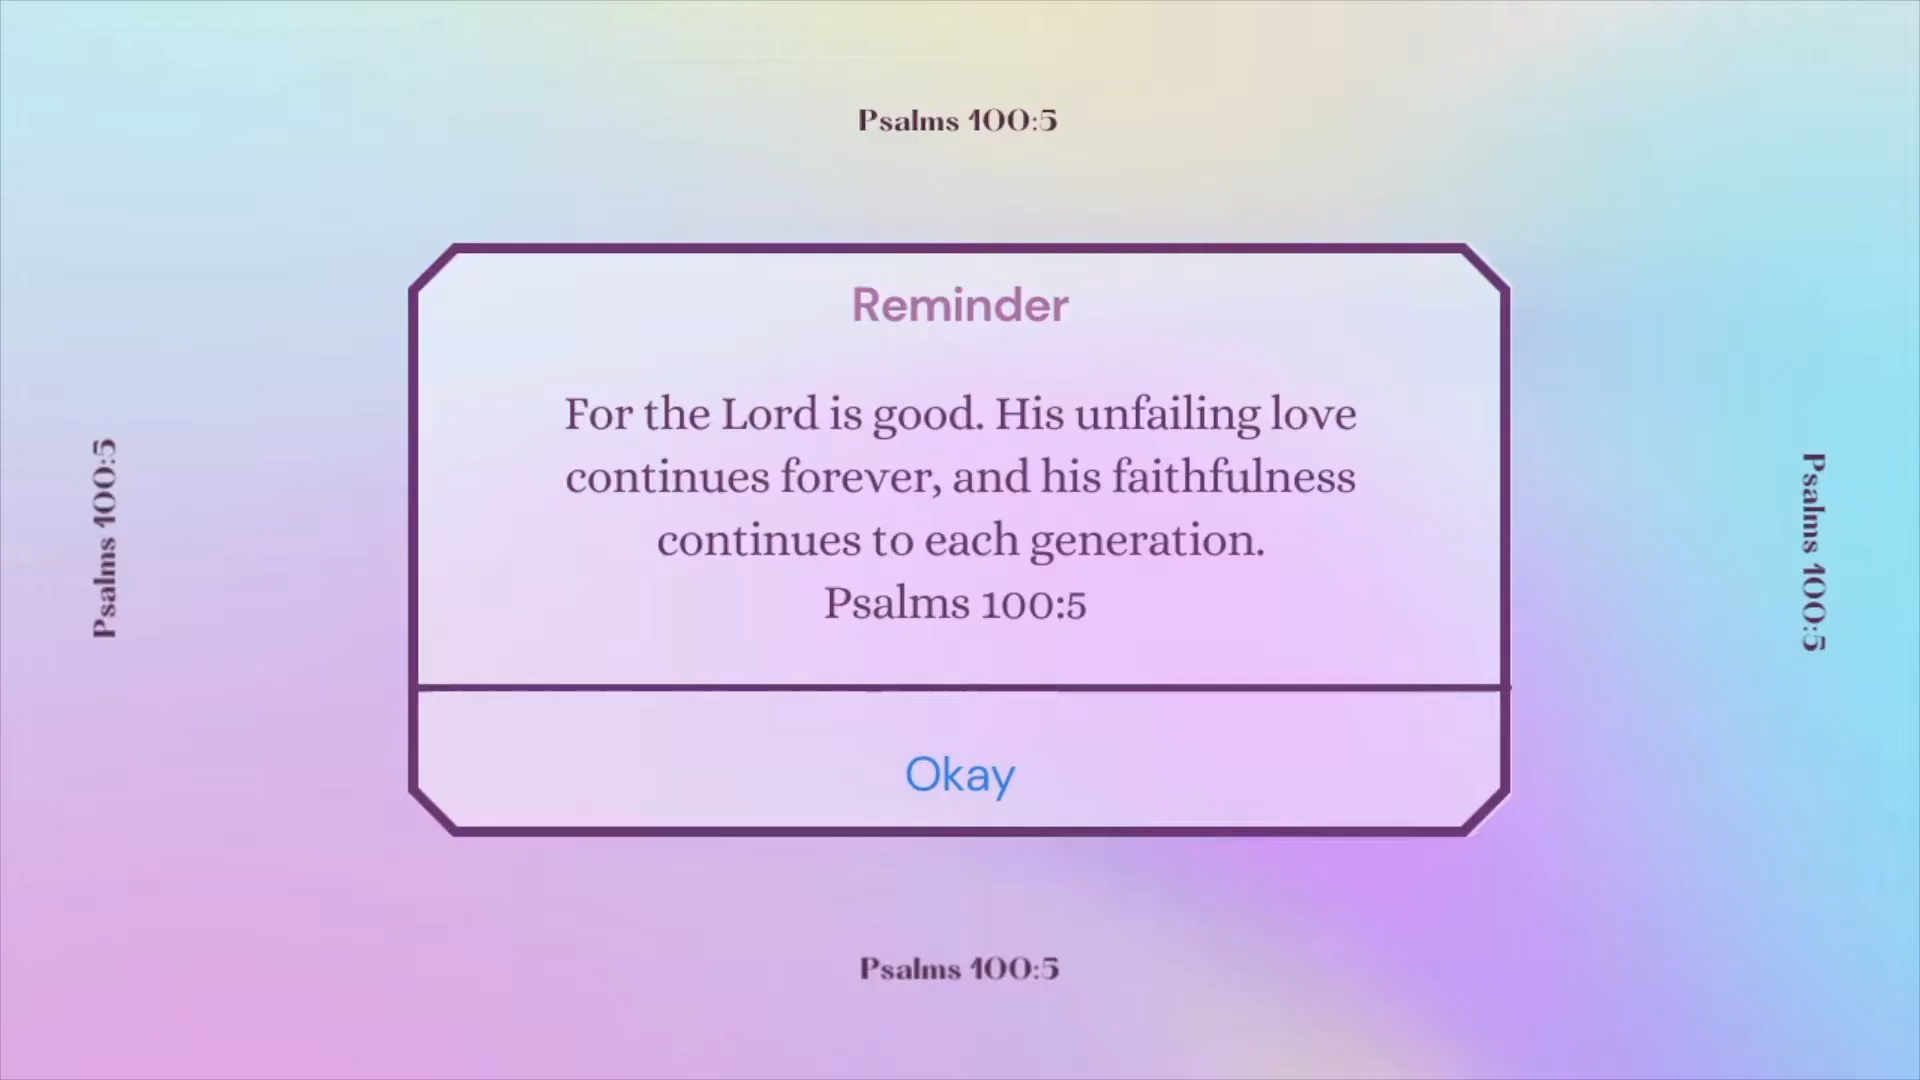 Psalms 100:5
Reminder
For the Lord is good. His unfailing love
continues forever, and his faithfulness
continues to each generation.
Psalms 100:5
Okay
Psalms 100:5
Psalms 100:5
Psalms 100:5